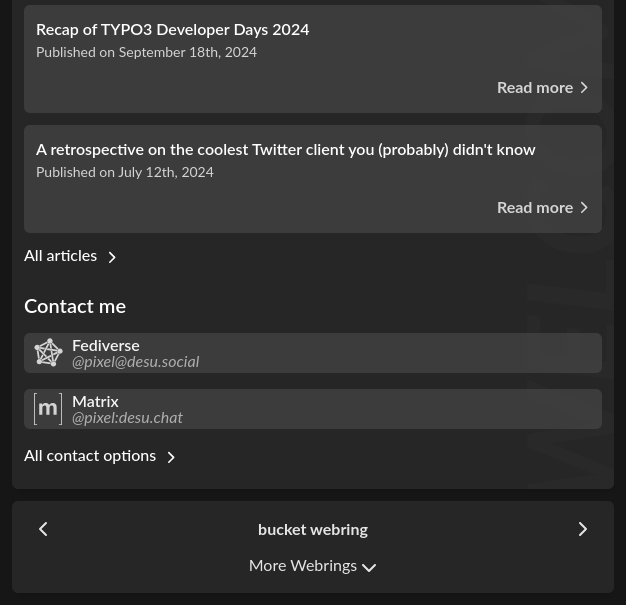 Recap of TYPO3 Developer Days 2024
Published on September 18th, 2024
Read more
A retrospective on the coolest Twitter client you (probably) didn't know
Published on July 12th, 2024
Read more
All articles
Contact me
Fediverse
@pixel@desu.social
[m]
Matrix
@pixel:desu.chat
All contact options
bucket webring
More Webrings